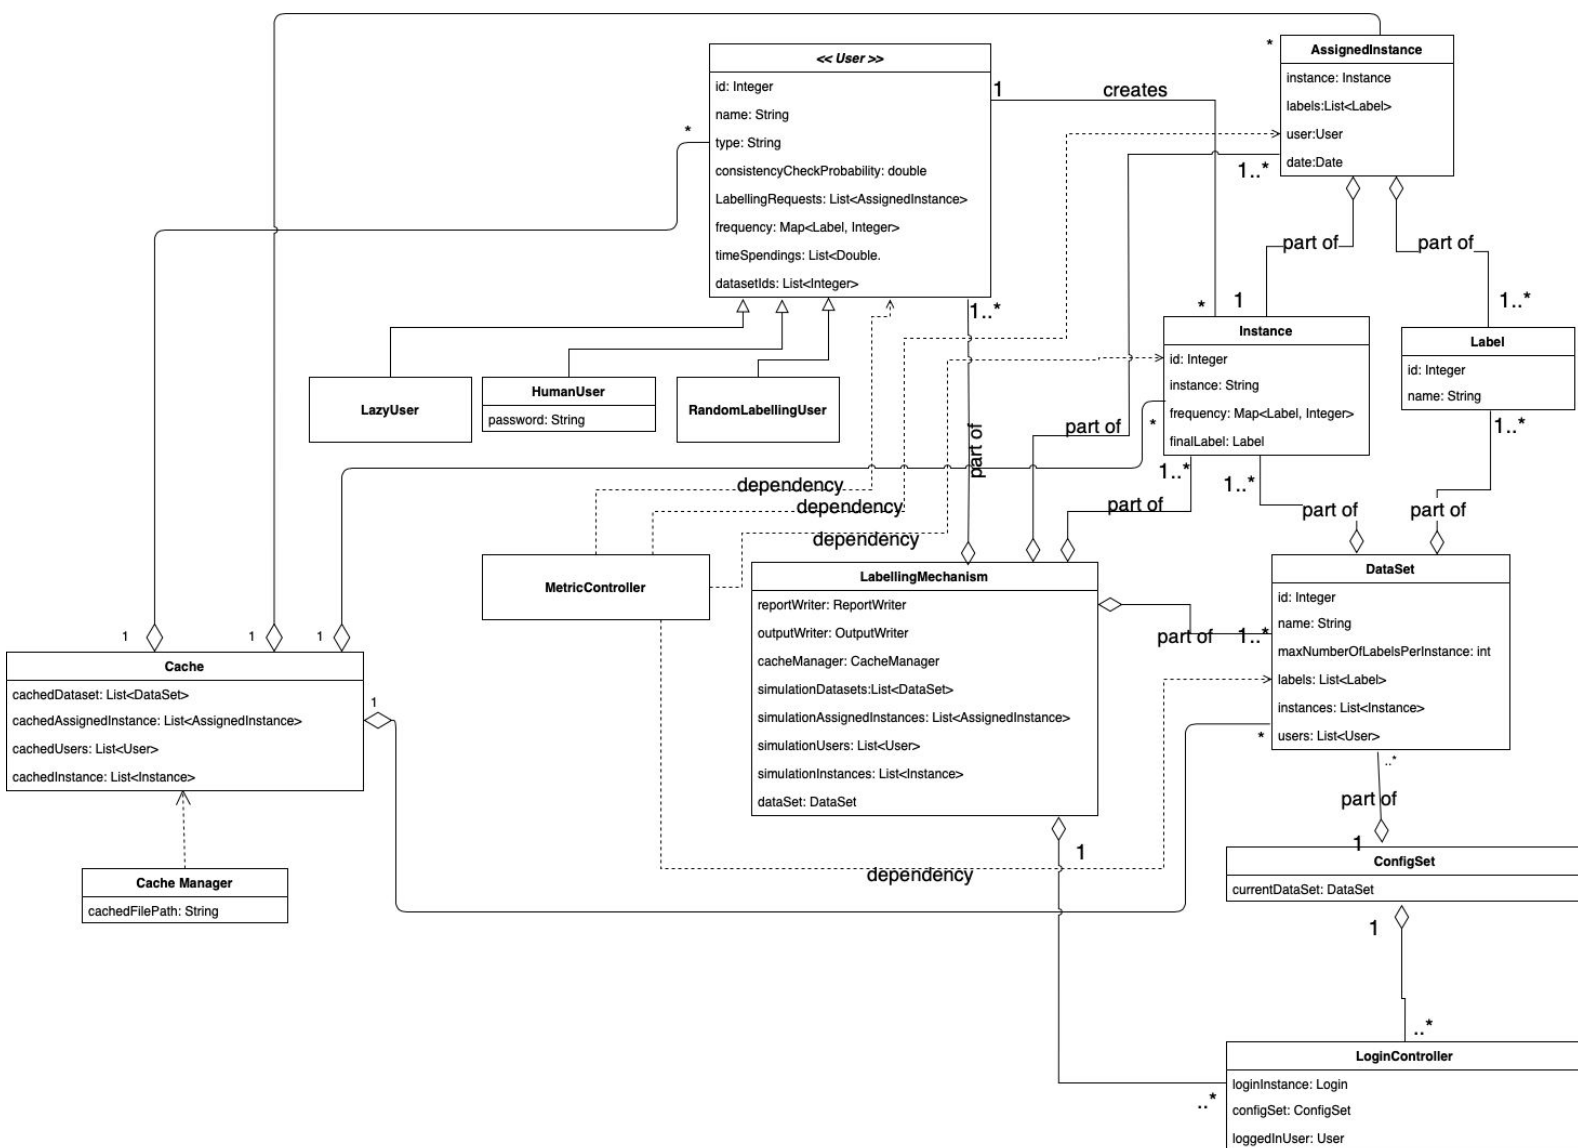 << User >>
id: Integer
name: String
type: String
consistencyCheckProbability: double
LabellingRequests: List<AssignedInstance>
frequency: Map<Label, Integer>
timeSpendings: List<Double.
datasetIds: List<Integer>
*
1
creates
*
AssignedInstance
instance: Instance
labels:List<Label>
user:User
date:Date
1..*
part of
part of
1..*
*
1
1..*
Instance
id: Integer
instance: String
frequency: Map<Label, Integer>
finalLabel: Label
*
Label
id: Integer
name: String
LazyUser
HumanUser
password: String
RandomLabellingUser
part of
part of
1..*
1..*
1..*
part of
part of
part of
dependency
dependency
dependency
MetricController
LabellingMechanism
reportWriter: ReportWriter
outputWriter: OutputWriter
cacheManager: CacheManager
simulationDatasets:List<DataSet>
simulationAssignedInstances: List<AssignedInstance>
simulationUsers: List<User>
simulationInstances: List<Instance>
dataSet: DataSet
part of
1..*
DataSet
id: Integer
name: String
maxNumberOfLabelsPerInstance: int
labels: List<Label>
instances: List<Instance>
users: List<User>
*
1
1
1
Cache
cachedDataset: List<DataSet>
cachedAssignedInstance: List<AssignedInstance>
cachedUsers: List<User>
cachedInstance: List<Instance>
1
Cache Manager
cachedFilePath: String
..*
part of
1
1
dependency
ConfigSet
currentDataSet: DataSet
1
..*
..*
LoginController
loginInstance: Login
configSet: ConfigSet
loggedInUser: User